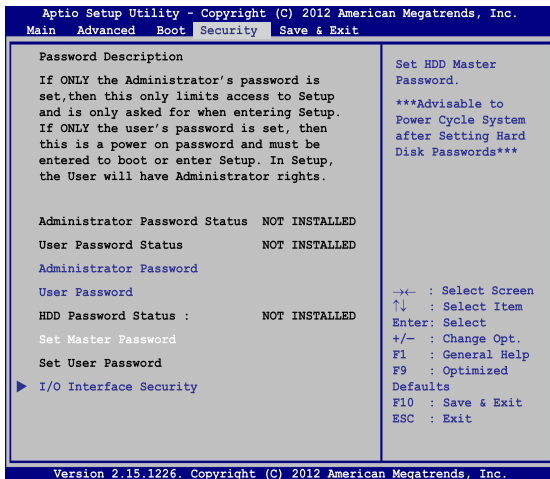 Aptio Setup Utility - Copyright (C) 2012 American Megatrends, Inc.
Main Advanced Boot Security Save & Exit
Password Description
If ONLY the Administrator's password is
set,then this only limits access to Setup
and is only asked for when entering Setup.
If ONLY the user's password is set, then
this is a power on password and must be
entered to boot or enter Setup. In Setup,
the User will have Administrator rights.
Administrator Password Status NOT INSTALLED
User Password Status NOT INSTALLED
Administrator Password
User Password
HDD Password Status : NOT INSTALLED
Set Master Password
Set User Password
I/O Interface Security
Set HDD Master
Password.
***Advisable to
Power Cycle System
after Setting Hard
Disk Passwords***
→← : Select Screen
↑↓ : Select Item
Enter: Select
+/— : Change Opt.
F1 : General Help
F9 : Optimized
Defaults
F10 : Save & Exit
ESC : Exit
Version 2.15.1226. Copyright (C) 2012 American Megatrends, Inc.